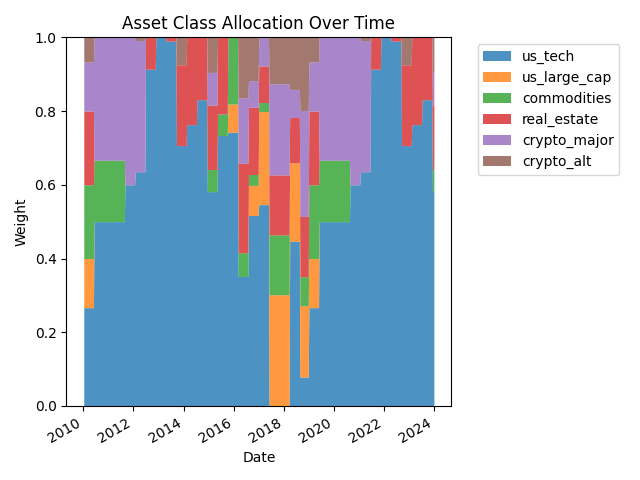 Asset Class Allocation Over Time
1.0
0.8
0.6
0.4
0.2
0.0
Weight
2010
2012
2014
2016
2018
2020
2022
2024
Date
us_tech
us_large_cap
commodities
real_estate
crypto_major
crypto_alt